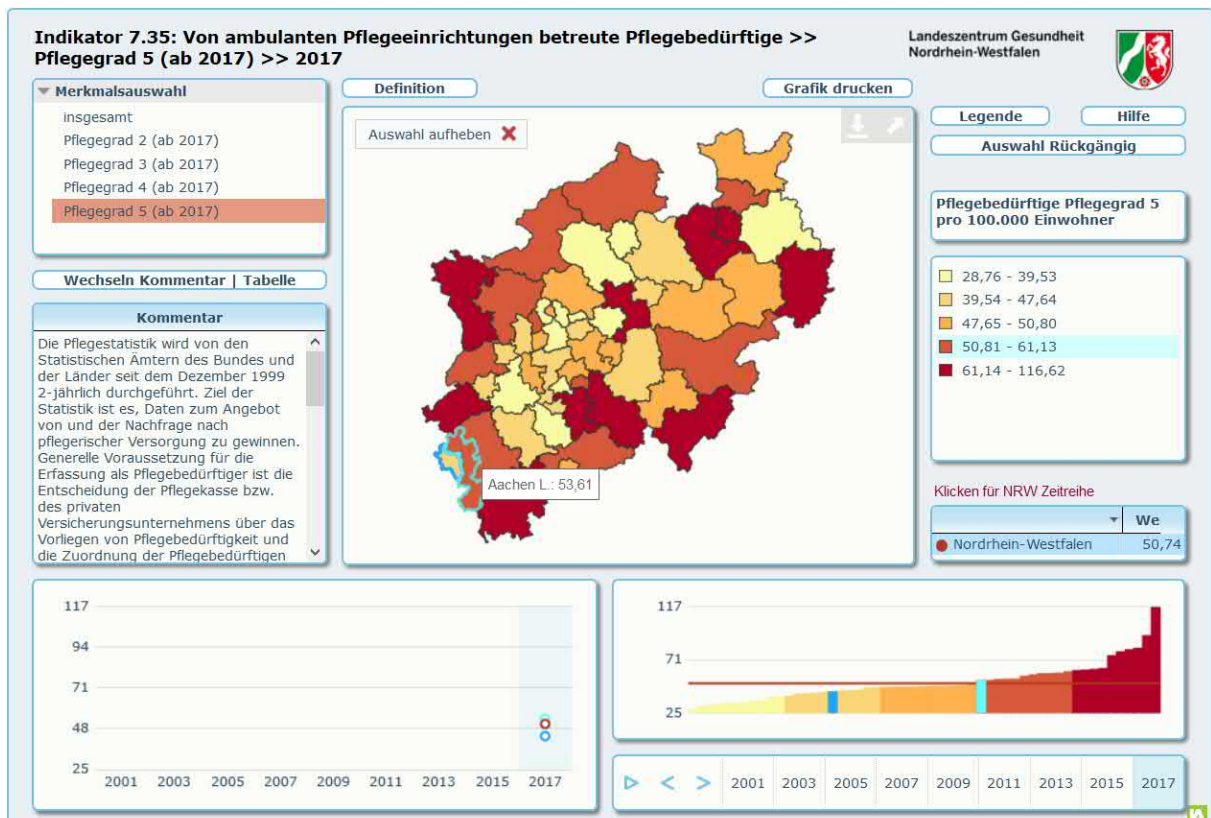 Indikator 7.35: Von ambulanten Pflegeeinrichtungen betreute Pflegebedürftige >>
Pflegegrad 5 (ab 2017) >> 2017
Landeszentrum Gesundheit
Nordrhein-Westfalen
Merkmalsauswahl
insgesamt
Pflegegrad 2 (ab 2017)
Pflegegrad 3 (ab 2017)
Pflegegrad 4 (ab 2017)
Pflegegrad 5 (ab 2017)
Wechseln Kommentar | Tabelle
Kommentar
Die Pflegestatistik wird von den
Statistischen Ämtern des Bundes und
der Länder seit dem Dezember 1999
2-jährlich durchgeführt. Ziel der
Statistik ist es, Daten zum Angebot
von und der Nachfrage nach
pflegerischer Versorgung zu gewinnen.
Generelle Voraussetzung für die
Erfassung als Pflegebedürftiger ist die
Entscheidung der Pflegekasse bzw.
des privaten
Versicherungsunternehmens über das
Vorliegen von Pflegebedürftigkeit und
die Zuordnung der Pflegebedürftigen
Definition
Grafik drucken
Auswahl aufheben
Aachen L.: 53,61
Legende
Hilfe
Auswahl Rückgängig
Pflegebedürftige Pflegegrad 5
pro 100.000 Einwohner
28,76 - 39,53
39,54 - 47,64
47,65 - 50,80
50,81 - 61,13
61,14 - 116,62
Klicken für NRW Zeitreihe
We
Nordrhein-Westfalen 50,74
117
94
71
48
25
2001 2003 2005 2007 2009 2011 2013 2015 2017
117
71
25
2001 2003 2005 2007 2009 2011 2013 2015 2017